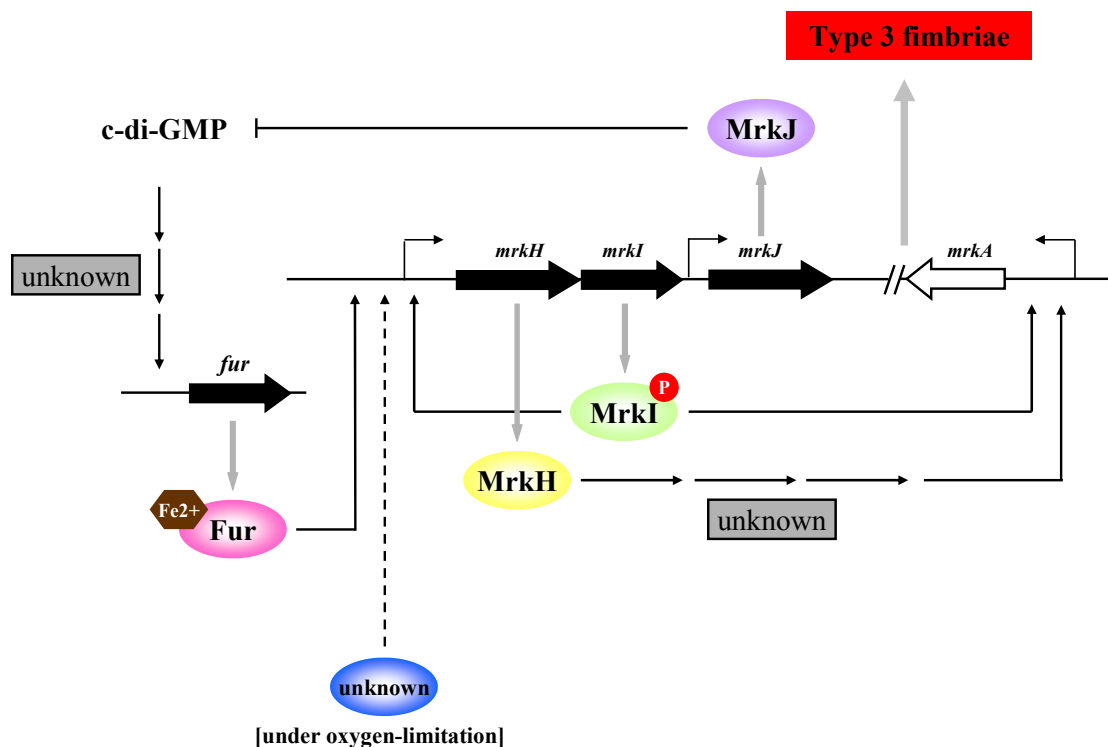 Type 3 fimbriae
c-di-GMP
MrkJ
mrkH
mrkI
mrkJ
mrkA
unknown
fur
P
MrkI
MrkH
Fe2+
Fur
unknown
unknown
[under oxygen-limitation]